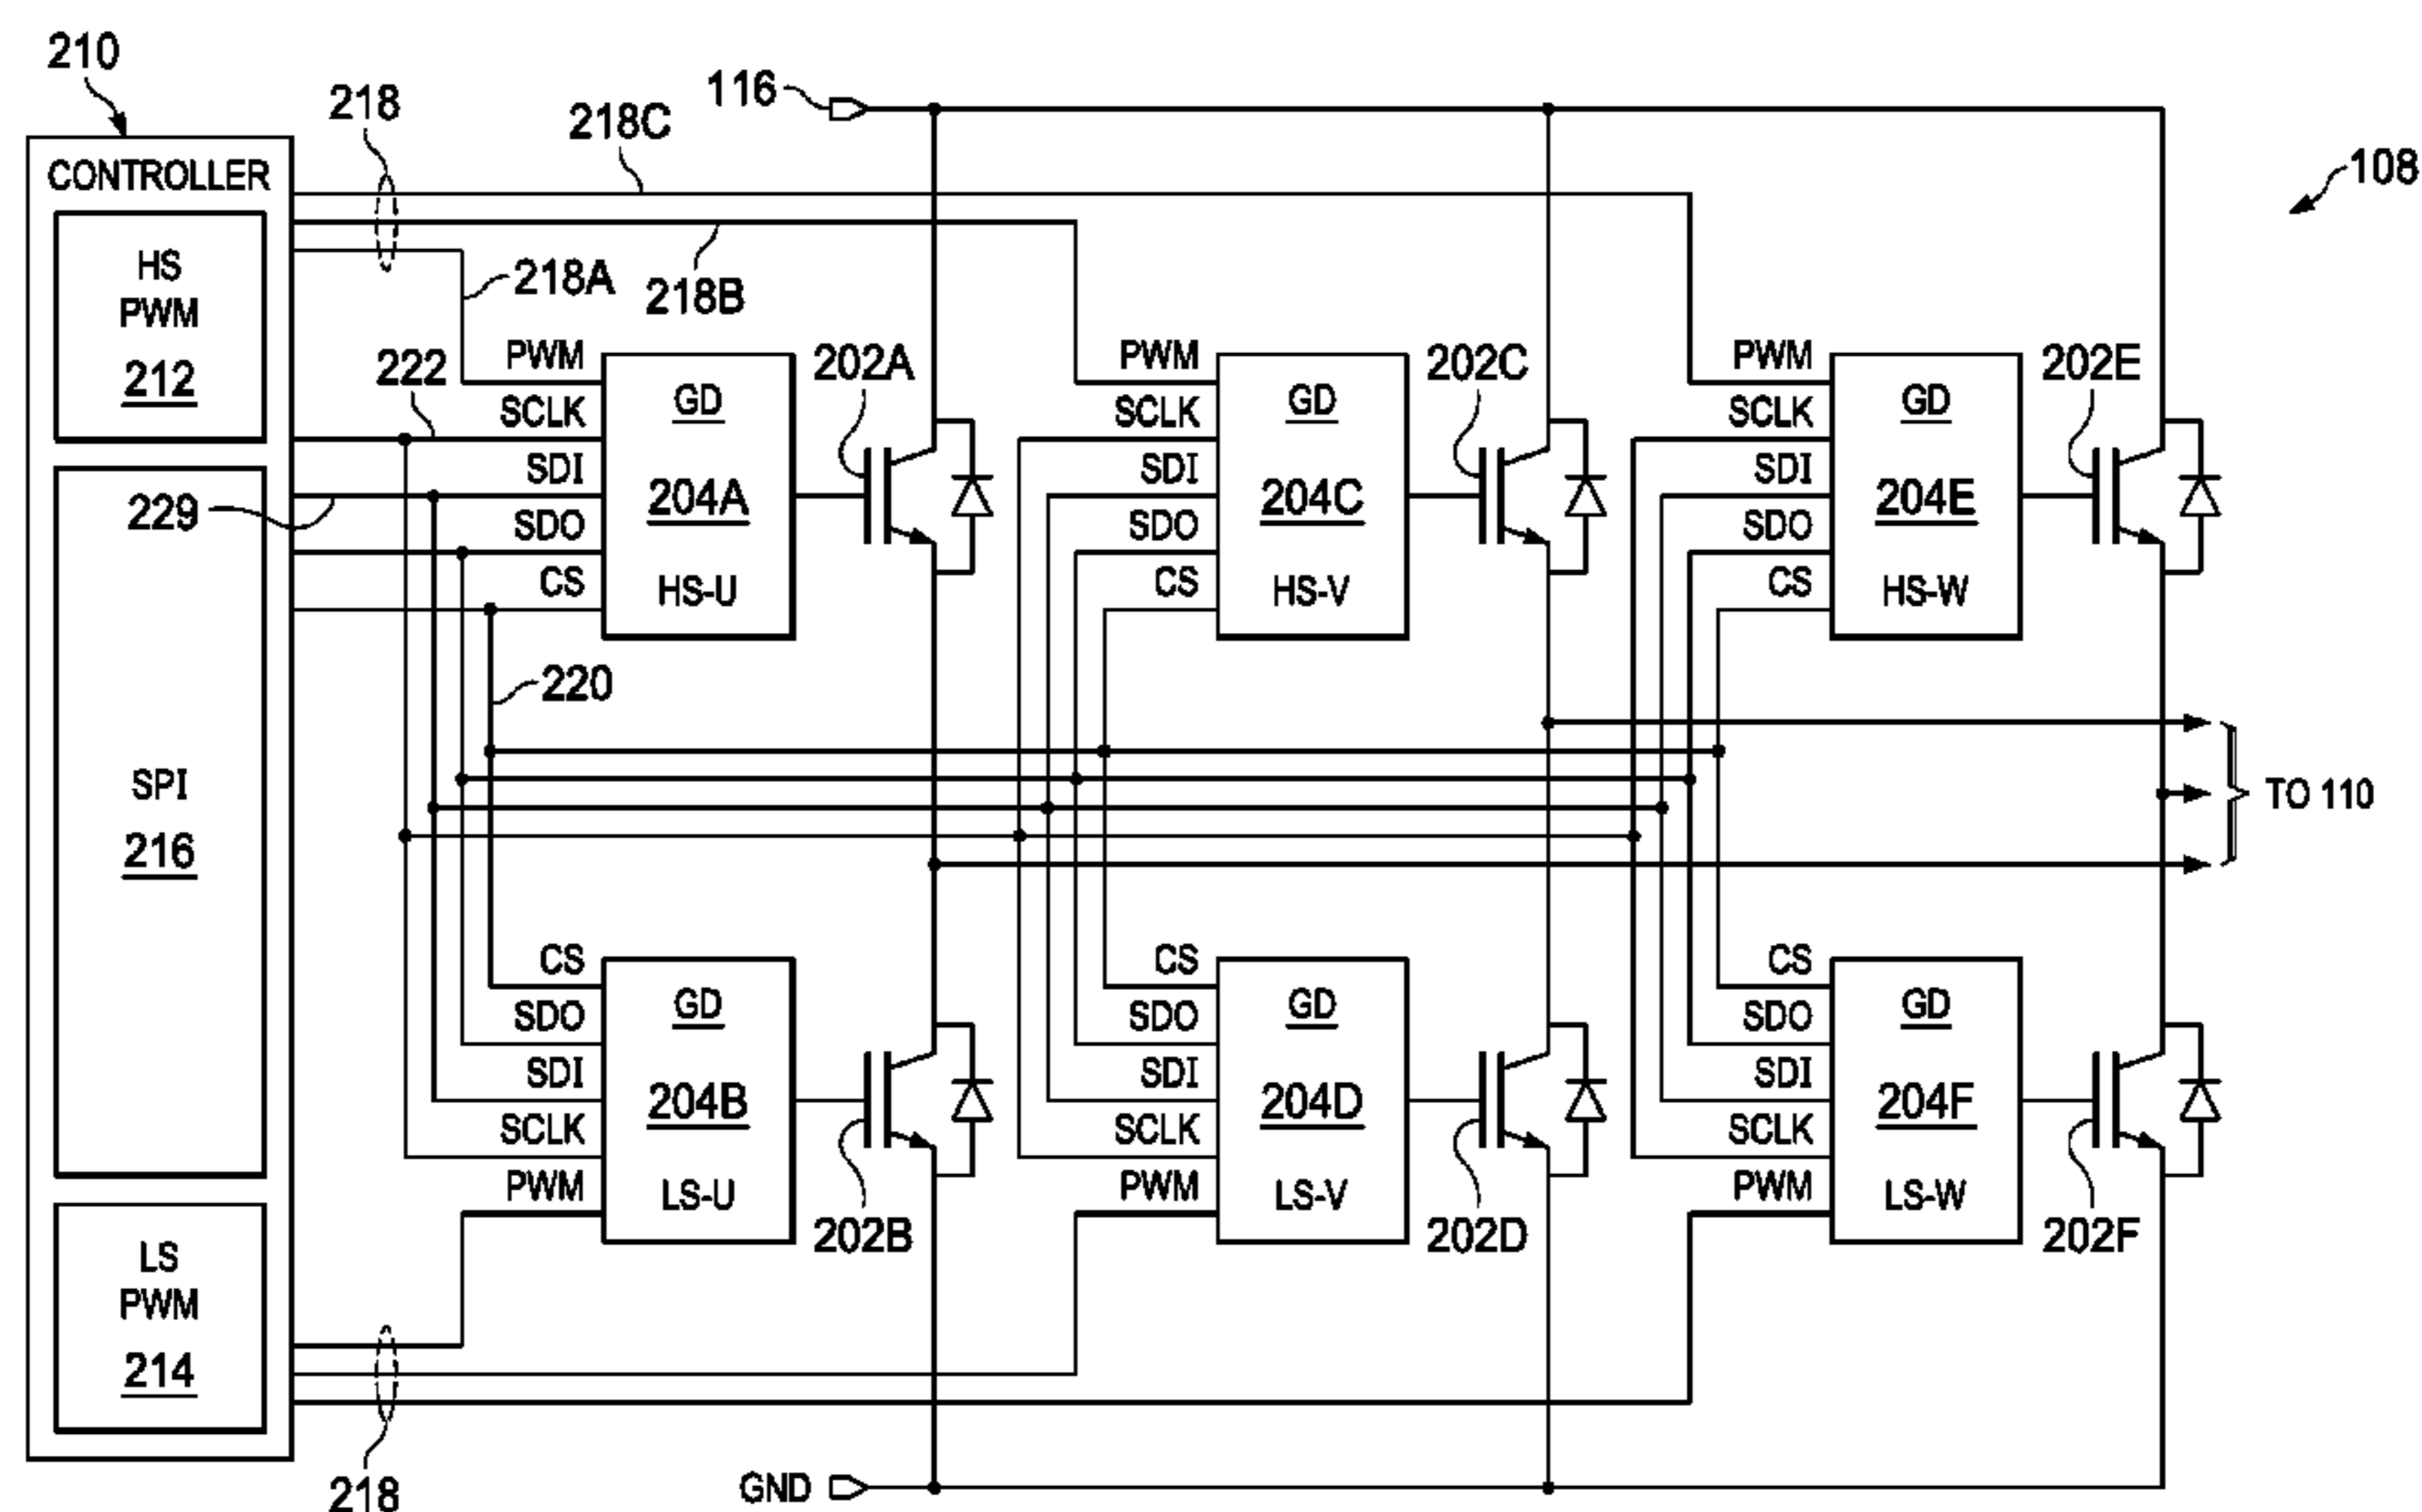 210
218
218C
116
108
CONTROLLER
HS
PWM
212
218A
218B
222
229
SPI
216
220
LS
PWM
214
218
PWM
SCLK
SDI
SDO
CS
GD
204A
HS-U
202A
PWM
SCLK
SDI
SDO
CS
GD
204C
HS-V
202C
PWM
SCLK
SDI
SDO
CS
GD
204E
HS-W
202E
TO 110
CS
SDO
SDI
SCLK
PWM
GD
204B
LS-U
202B
CS
SDO
SDI
SCLK
PWM
GD
204D
LS-V
202D
CS
SDO
SDI
SCLK
PWM
GD
204F
LS-W
202F
GND